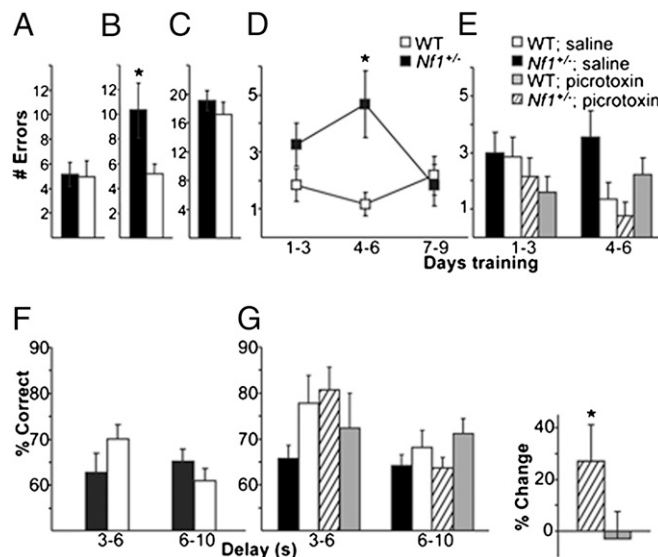 A
B
C
D
E
WT
Nf1+/-
WT; saline
Nf1+/-; saline
WT; picrotoxin
Nf1+/-; picrotoxin
# Errors
12
10
8
6
4
2
*
12
10
8
6
4
2
20
16
12
8
4
*
5
3
1
5
3
1
1-3
4-6
7-9
1-3
4-6
Days training
F
G
% Correct
90
80
70
60
90
80
70
60
3-6
6-10
3-6
6-10
Delay (s)
*
% Change
40
20
0